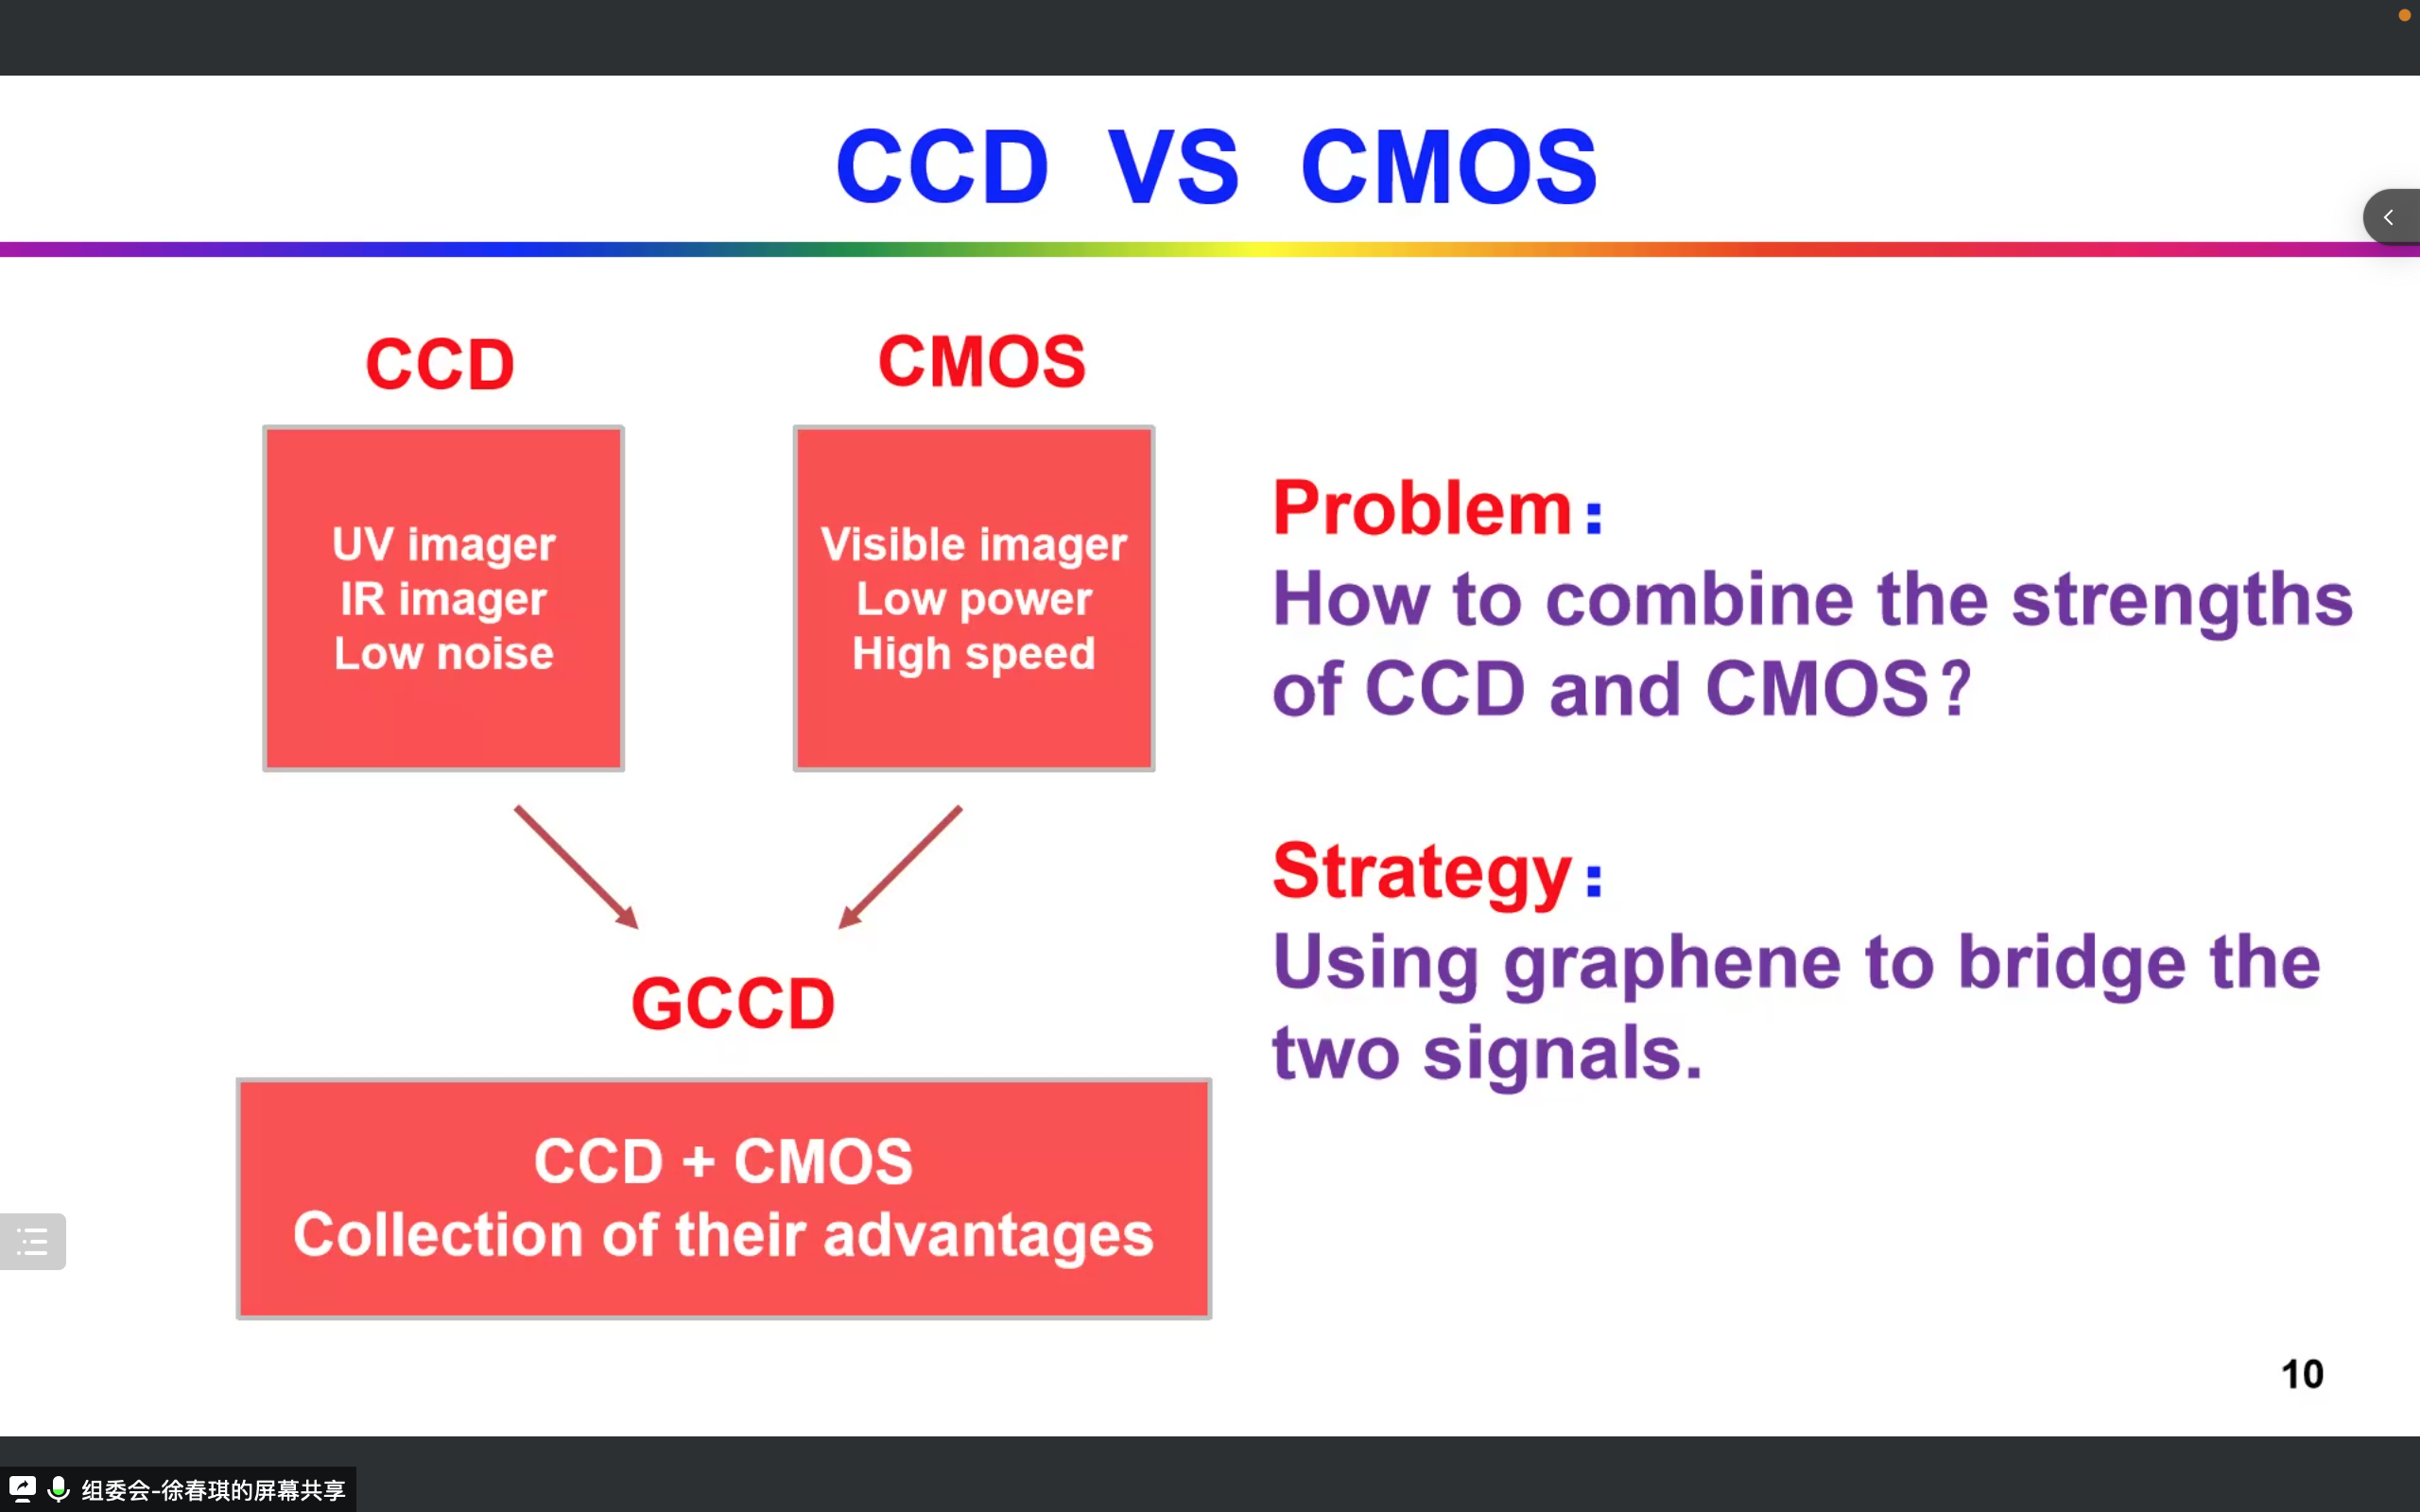 CCD VS CMOS
CCD
CMOS
UV imager
IR imager
Low noise
Visible imager
Low power
High speed
GCCD
CCD + CMOS
Collection of their advantages
Problem：
How to combine the strengths
of CCD and CMOS？
Strategy：
Using graphene to bridge the
two signals.
10
组委会-徐春琪的屏幕共享